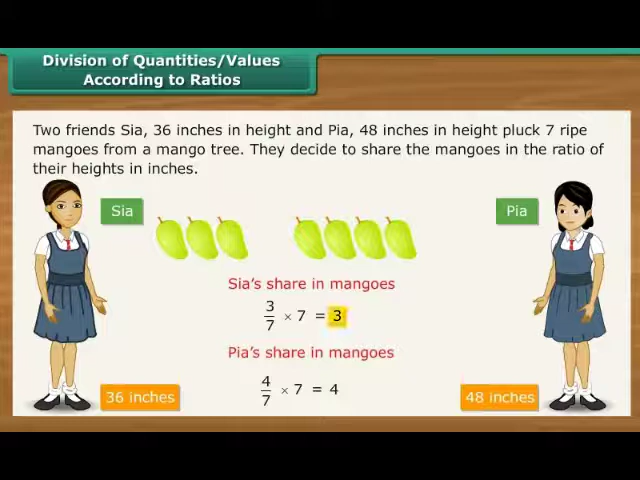 Division of Quantities/Values
According to Ratios
Two friends Sia, 36 inches in height and Pia, 48 inches in height pluck 7 ripe
mangoes from a mango tree. They decide to share the mangoes in the ratio of
their heights in inches.
Sia
Pia
Sia's share in mangoes
3/7 × 7 = 3
Pia's share in mangoes
4/7 × 7 = 4
36 inches
48 inches